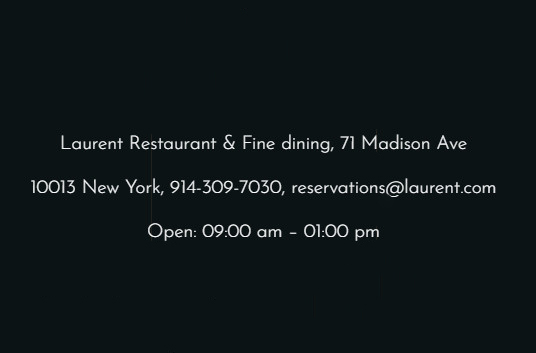 Laurent Restaurant & Fine dining, 71 Madison Ave
10013 New York, 914-309-7030, reservations@laurent.com
Open: 09:00 am – 01:00 pm